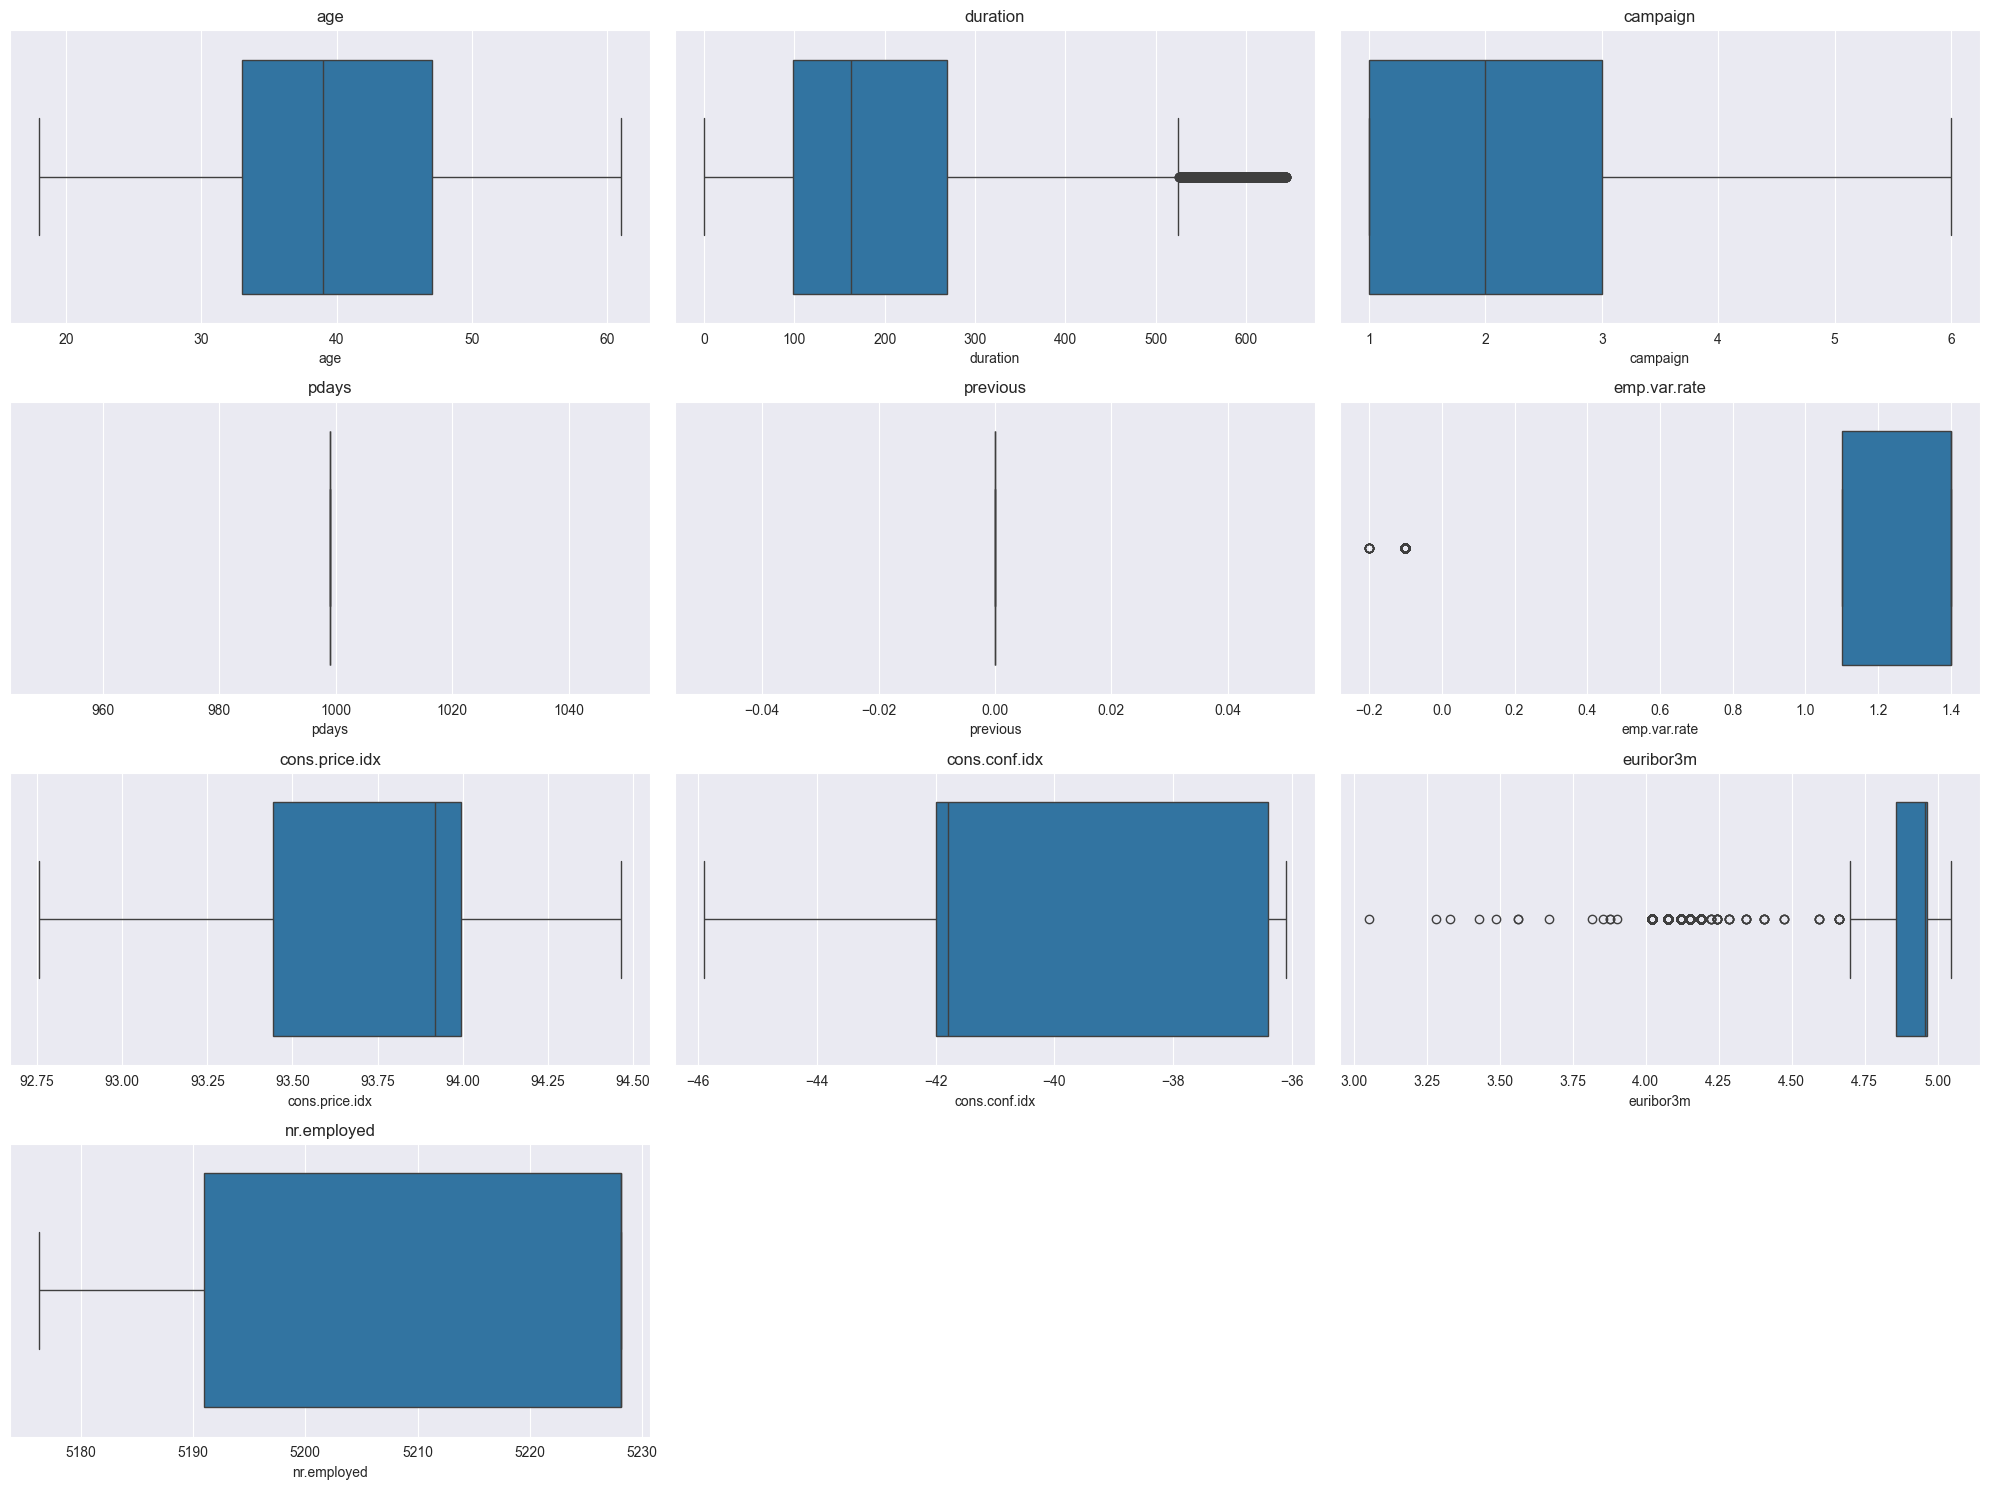 age duration campaign
20 30 40 50 60 0 100 200 300 400 500 600 1 2 3 4 5 6
age duration campaign
pdays previous emp.var.rate
960 980 1000 1020 1040 −0.04 −0.02 0.00 0.02 0.04 −0.2 0.0 0.2 0.4 0.6 0.8 1.0 1.2 1.4
pdays previous emp.var.rate
cons.price.idx cons.conf.idx euribor3m
92.75 93.00 93.25 93.50 93.75 94.00 94.25 94.50 −46 −44 −42 −40 −38 −36 3.00 3.25 3.50 3.75 4.00 4.25 4.50 4.75 5.00
cons.price.idx cons.conf.idx euribor3m
nr.employed
5180 5190 5200 5210 5220 5230
nr.employed